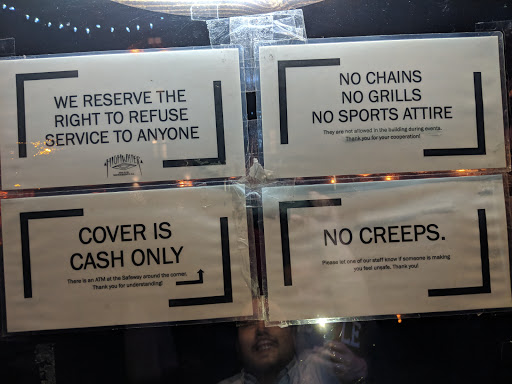 WE RESERVE THE
RIGHT TO REFUSE
SERVICE TO ANYONE
HIGHWATER
NO CHAINS
NO GRILLS
NO SPORTS ATTIRE
They are not allowed in the building during events.
Thank you for your cooperation!
COVER IS
CASH ONLY
There is an ATM at the Safeway around the corner.
Thank you for understanding!
NO CREEPS.
Please let one of our staff know if someone is making
you feel unsafe. Thank you!